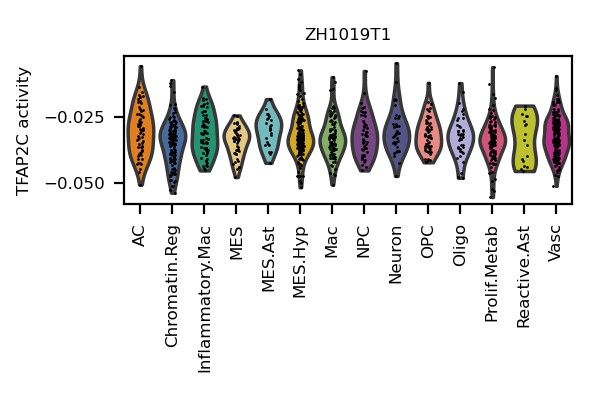 ZH1019T1
TFAP2C activity
−0.025
−0.050
AC
Chromatin.Reg
Inflammatory.Mac
MES
MES.Ast
MES.Hyp
Mac
NPC
Neuron
OPC
Oligo
Prolif.Metab
Reactive.Ast
Vasc